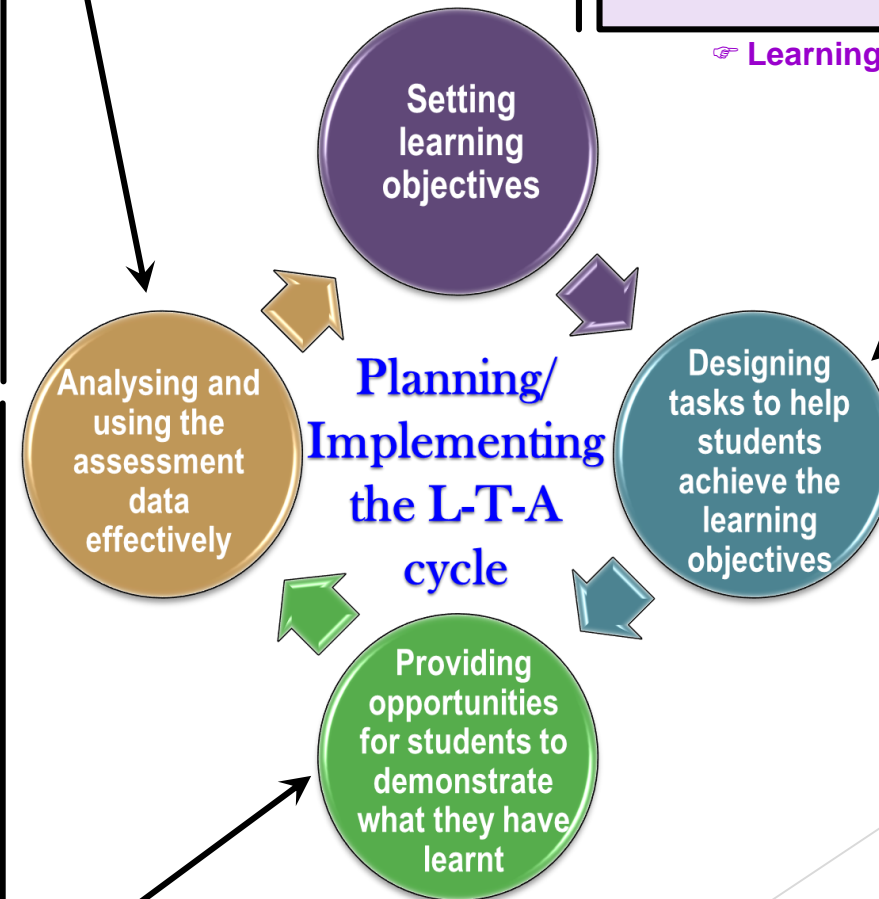 ☞ Learning
Setting
learning
objectives
Analysing and
using the
assessment
data
effectively
Planning/
Implementing
the L-T-A
cycle
Designing
tasks to help
students
achieve the
learning
objectives
Providing
opportunities
for students to
demonstrate
what they have
learnt